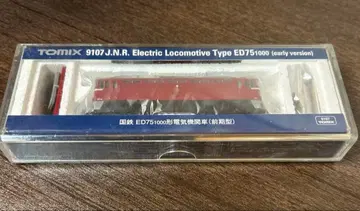 TOMIX 9107 J.N.R. Electric Locomotive Type ED751000 (early version)
国鉄 ED751000形電気機関車(前期型)